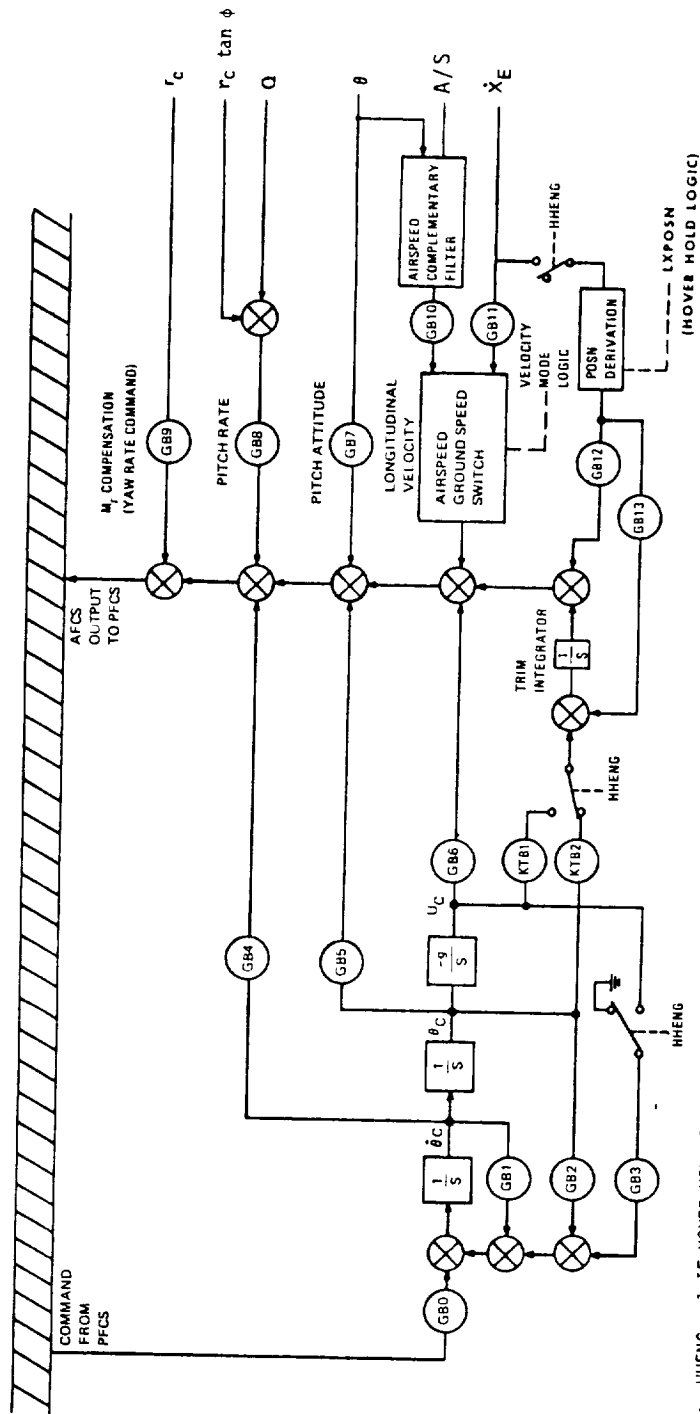 COMMAND
FROM
PFCS
AFCS
OUTPUT
TO PFCS
M_r COMPENSATION
(YAW RATE COMMAND)
GB9
r_C
r_C tan φ
PITCH RATE
GB8
Q
GB4
PITCH ATTITUDE
GB7
θ
GB5
LONGITUDINAL
VELOCITY
AIRSPEED
GROUND SPEED
SWITCH
GB10
AIRSPEED
COMPLEMENTARY
FILTER
A/S
GB11
Ẋ_E
VELOCITY
MODE
LOGIC
HHENG
POSN
DERIVATION
LXPOSN
(HOVER HOLD LOGIC)
GB12
GB13
GB0
1/S
θ̇_C
1/S
θ_C
-g/S
U_C
GB6
GB1
GB2
GB3
KTB1
KTB2
HHENG
HHENG
TRIM
INTEGRATOR
1/S